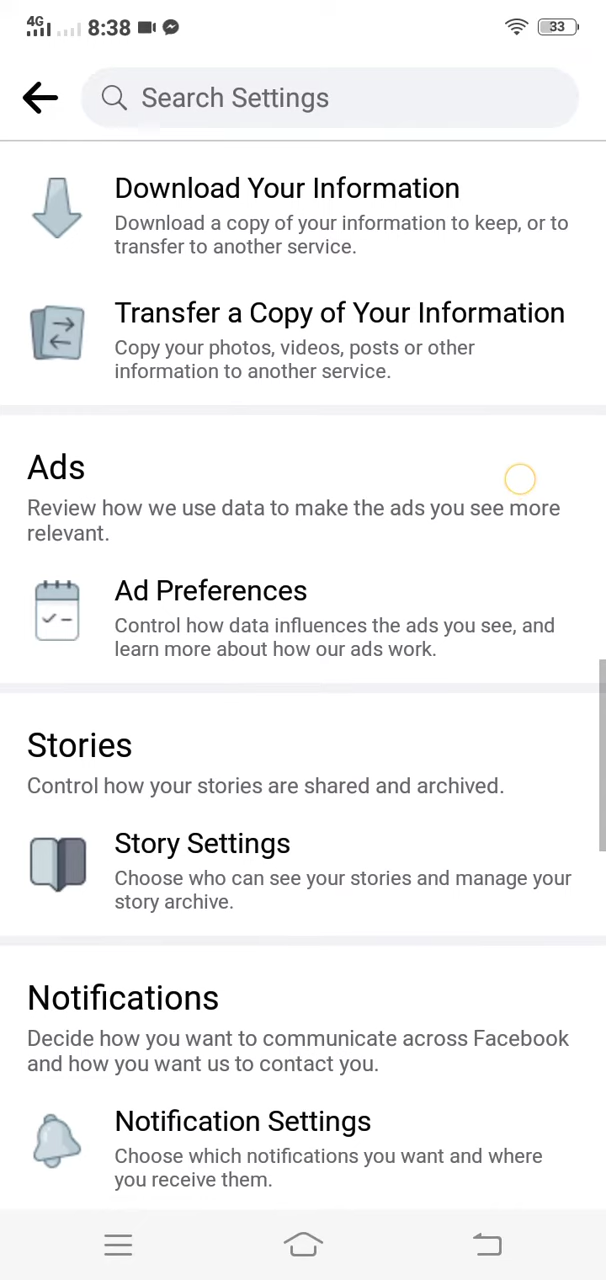 4G 8:38 33
Search Settings
Download Your Information
Download a copy of your information to keep, or to
transfer to another service.
Transfer a Copy of Your Information
Copy your photos, videos, posts or other
information to another service.
Ads
Review how we use data to make the ads you see more
relevant.
Ad Preferences
Control how data influences the ads you see, and
learn more about how our ads work.
Stories
Control how your stories are shared and archived.
Story Settings
Choose who can see your stories and manage your
story archive.
Notifications
Decide how you want to communicate across Facebook
and how you want us to contact you.
Notification Settings
Choose which notifications you want and where
you receive them.